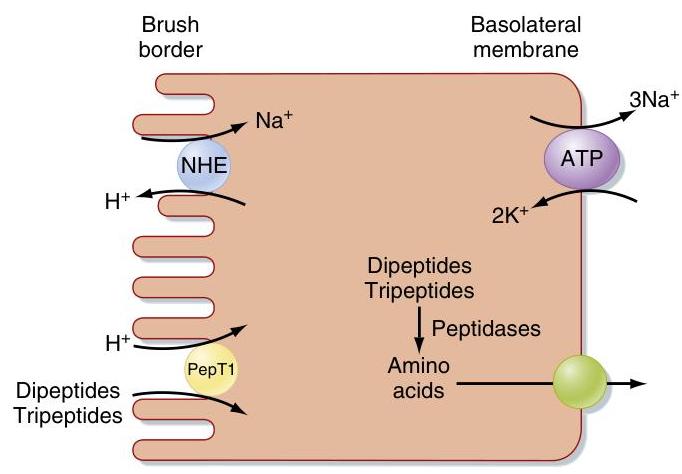 Brush
border
Basolateral
membrane
Na⁺
3Na⁺
NHE
ATP
H⁺
2K⁺
Dipeptides
Tripeptides
Peptidases
H⁺
PepT1
Amino
acids
Dipeptides
Tripeptides